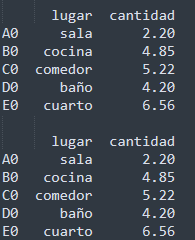 lugar cantidad
A0 sala 2.20
B0 cocina 4.85
C0 comedor 5.22
D0 baño 4.20
E0 cuarto 6.56
lugar cantidad
A0 sala 2.20
B0 cocina 4.85
C0 comedor 5.22
D0 baño 4.20
E0 cuarto 6.56